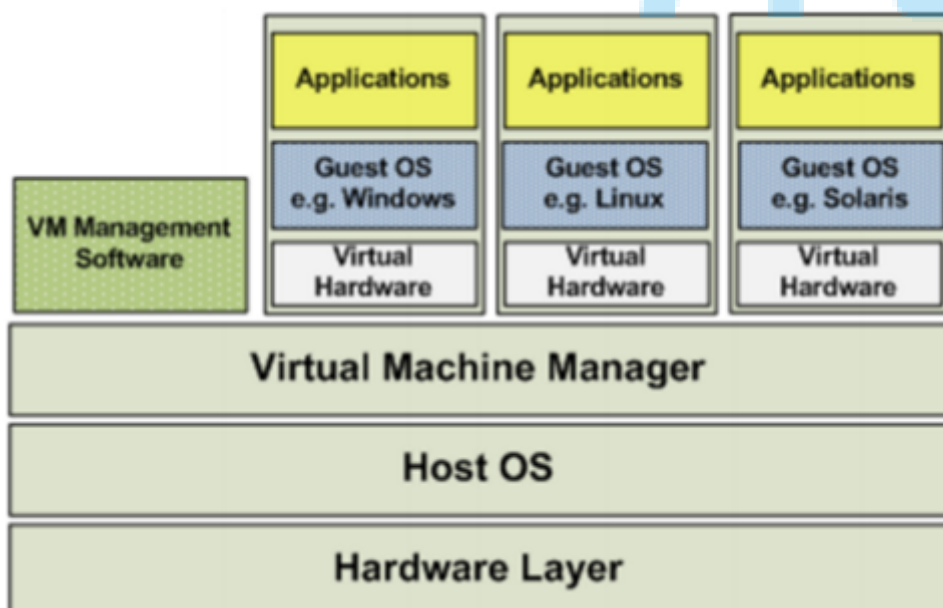 Applications
Applications
Applications
Guest OS
e.g. Windows
Guest OS
e.g. Linux
Guest OS
e.g. Solaris
VM Management
Software
Virtual
Hardware
Virtual
Hardware
Virtual
Hardware
Virtual Machine Manager
Host OS
Hardware Layer